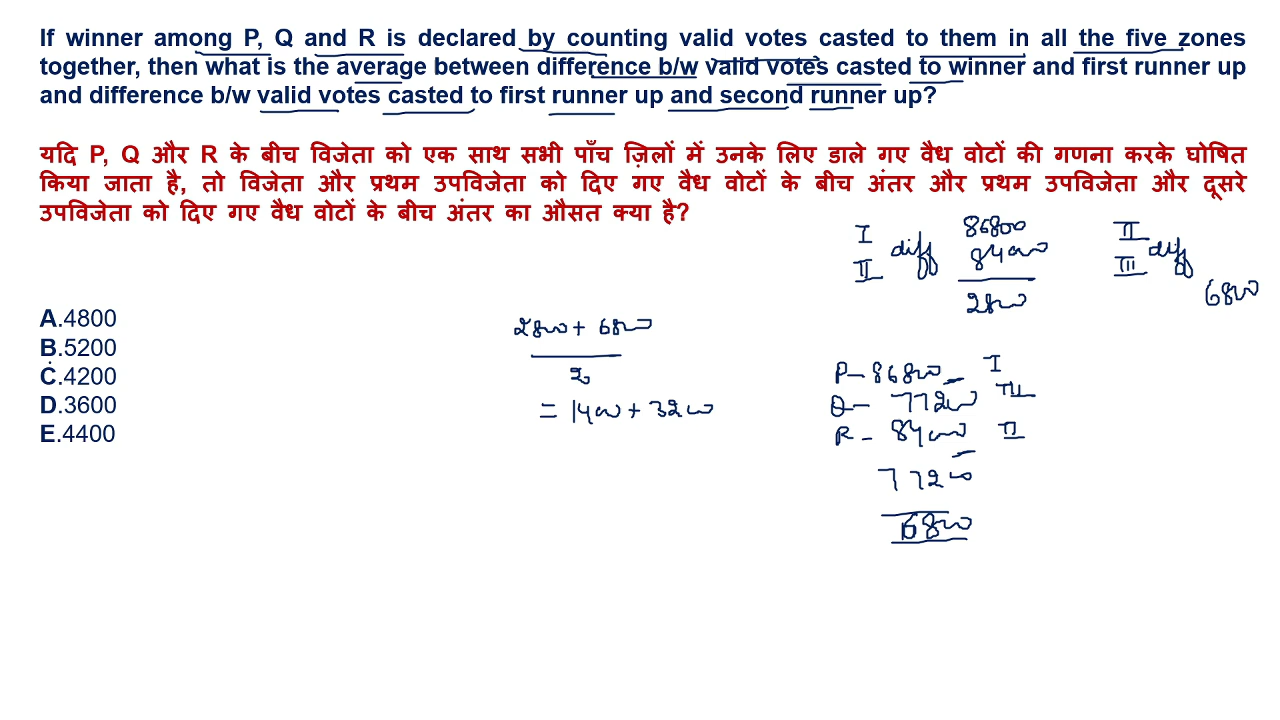 If winner among P, Q and R is declared by counting valid votes casted to them in all the five zones
together, then what is the average between difference b/w valid votes casted to winner and first runner up
and difference b/w valid votes casted to first runner up and second runner up?
यदि P, Q और R के बीच विजेता को एक साथ सभी पाँच ज़िलों में उनके लिए डाले गए वैध वोटों की गणना करके घोषित
किया जाता है, तो विजेता और प्रथम उपविजेता को दिए गए वैध वोटों के बीच अंतर और प्रथम उपविजेता और दूसरे
उपविजेता को दिए गए वैध वोटों के बीच अंतर का औसत क्या है?
I
II
diff
86800
84000
2800
II
III
diff
6800
A.4800
B.5200
C.4200
D.3600
E.4400
2800 + 6800
2
= 1400 + 3200
P - 86800 I
Q - 77200 III
R - 84000 II
77200
6800